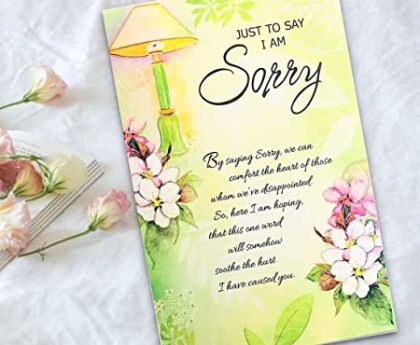 JUST TO SAY
I AM
Sorry
By saying Sorry, we can
comfort the heart of those
whom we've disappointed.
So, here I am hoping,
that this one word
will somehow
soothe the hurt
I have caused you.